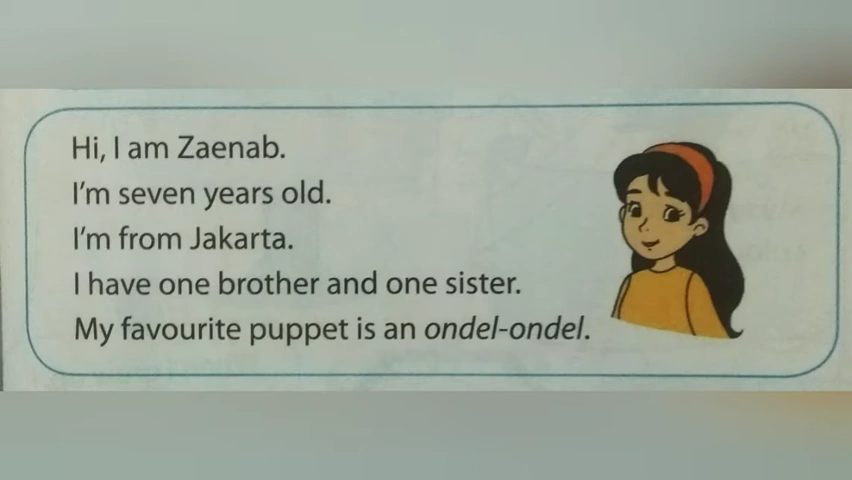 Hi, I am Zaenab.
I'm seven years old.
I'm from Jakarta.
I have one brother and one sister.
My favourite puppet is an ondel-ondel.